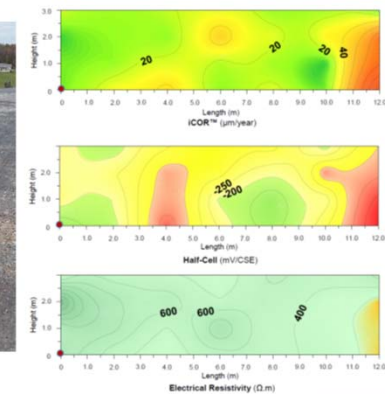 3.0
2.0
1.0
0
Height (m)
20
20
20
40
0 1.0 2.0 3.0 4.0 5.0 6.0 7.0 8.0 9.0 10.0 11.0 12.0
Length (m)
iCOR™ (μm/year)
2.0
1.0
0
Height (m)
-250
-200
0 1.0 2.0 3.0 4.0 5.0 6.0 7.0 8.0 9.0 10.0 11.0 12.0
Length (m)
Half-Cell (mV/CSE)
2.0
1.0
0
Height (m)
600 600 400
0 1.0 2.0 3.0 4.0 5.0 6.0 7.0 8.0 9.0 10.0 11.0 12.0
Length (m)
Electrical Resistivity (Ω.m)